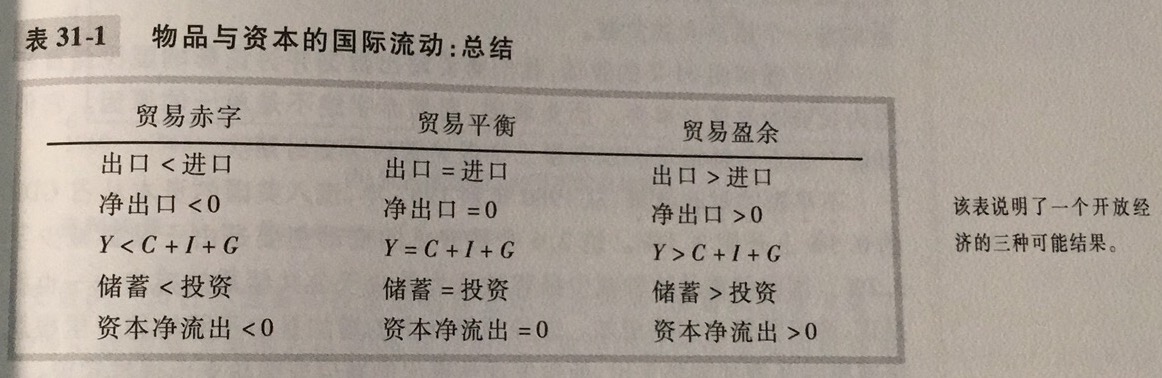 表 31-1 物品与资本的国际流动:总结
贸易赤字 贸易平衡 贸易盈余
出口 < 进口 出口 = 进口 出口 > 进口
净出口 <0 净出口 =0 净出口 >0
Y < C + I + G Y = C + I + G Y > C + I + G
储蓄 < 投资 储蓄 = 投资 储蓄 > 投资
资本净流出 <0 资本净流出 =0 资本净流出 >0
该表说明了一个开放经
济的三种可能结果。